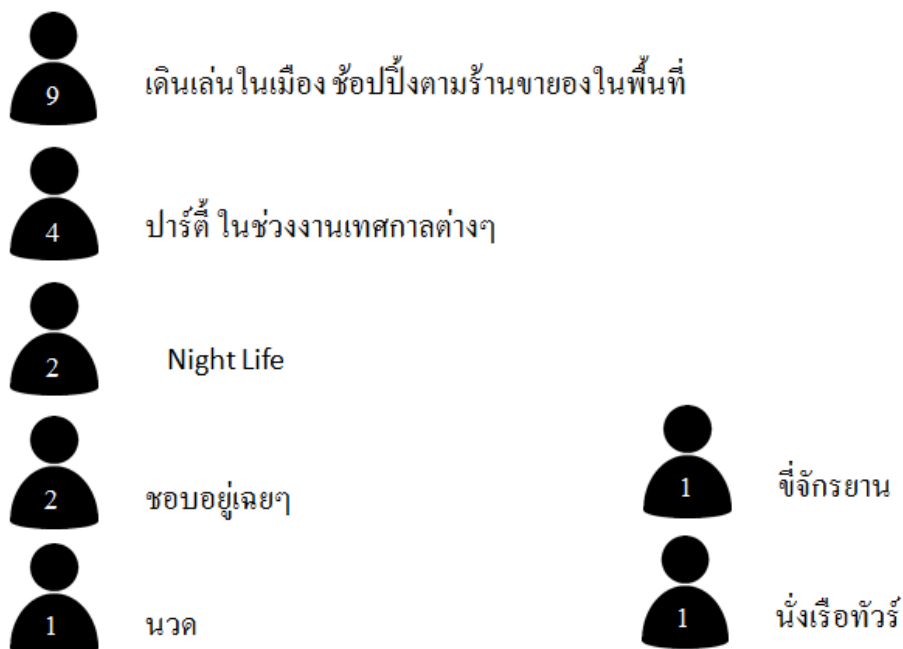 9 เดินเล่นในเมือง ช้อปปิ้งตามร้านขายองในพื้นที่
4 ปาร์ตี้ ในช่วงงานเทศกาลต่างๆ
2 Night Life
2 ชอบอยู่เฉยๆ
1 นวด
1 ขี่จักรยาน
1 นั่งเรือทัวร์